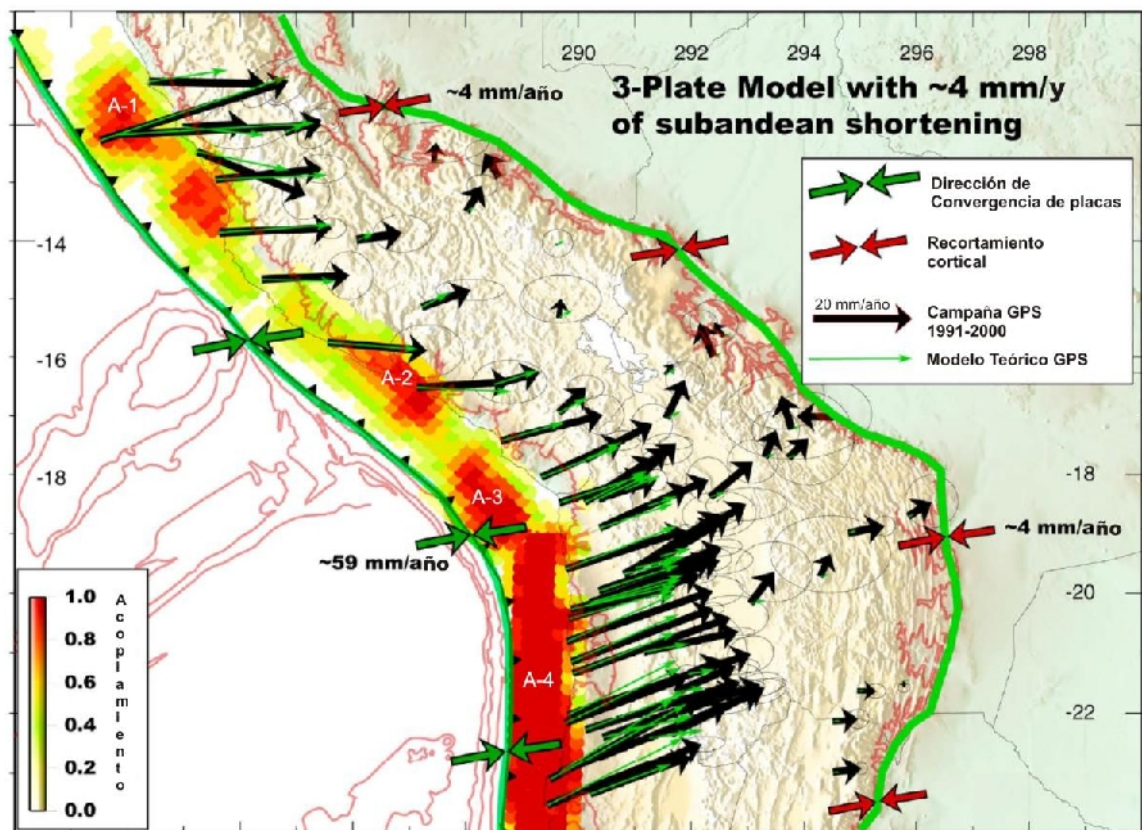 290 292 294 296 298
3-Plate Model with ~4 mm/y
of subandean shortening
~4 mm/año
A-1
Dirección de
Convergencia de placas
Recortamiento
cortical
20 mm/año
Campaña GPS
1991-2000
Modelo Teórico GPS
-14
-16
A-2
-18
-18
A-3
~4 mm/año
~59 mm/año
-20
A-4
-22
1.0
0.8
0.6
0.4
0.2
0.0
Acoplamiento